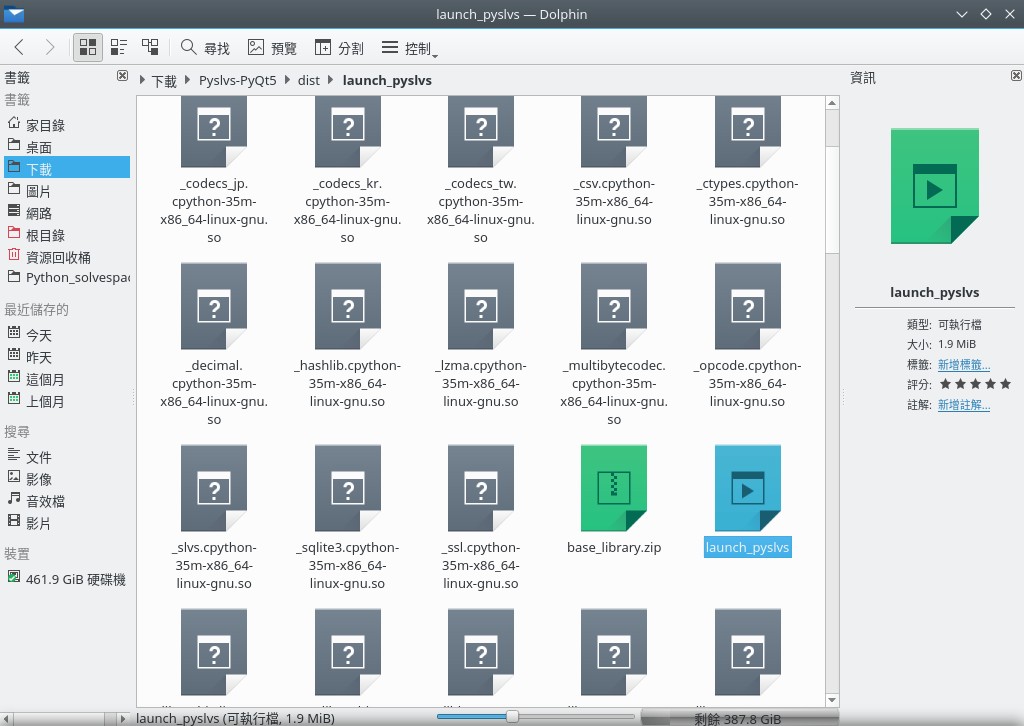 launch_pyslvs — Dolphin
尋找
預覽
分割
控制
書籤
書籤
家目錄
桌面
下載
圖片
網路
根目錄
資源回收桶
Python_solvespac
最近儲存的
今天
昨天
這個月
上個月
搜尋
文件
影像
音效檔
影片
裝置
461.9 GiB 硬碟機
下載 Pyslvs-PyQt5 dist launch_pyslvs
_codecs_jp.
cpython-35m-
x86_64-linux-gnu.
so
_codecs_kr.
cpython-35m-
x86_64-linux-gnu.
so
_codecs_tw.
cpython-35m-
x86_64-linux-gnu.
so
_csv.cpython-
35m-x86_64-
linux-gnu.so
_ctypes.cpython-
35m-x86_64-
linux-gnu.so
_decimal.
cpython-35m-
x86_64-linux-gnu.
so
_hashlib.cpython-
35m-x86_64-
linux-gnu.so
_lzma.cpython-
35m-x86_64-
linux-gnu.so
_multibytecodec.
cpython-35m-
x86_64-linux-gnu.
so
_opcode.cpython-
35m-x86_64-
linux-gnu.so
_slvs.cpython-
35m-x86_64-
linux-gnu.so
_sqlite3.cpython-
35m-x86_64-
linux-gnu.so
_ssl.cpython-
35m-x86_64-
linux-gnu.so
base_library.zip
launch_pyslvs
資訊
launch_pyslvs
類型: 可執行檔
大小: 1.9 MiB
標籤: 新增標籤...
評分: ★★★★★
註解: 新增註解...
launch_pyslvs (可執行檔, 1.9 MiB)
剩餘 387.8 GiB